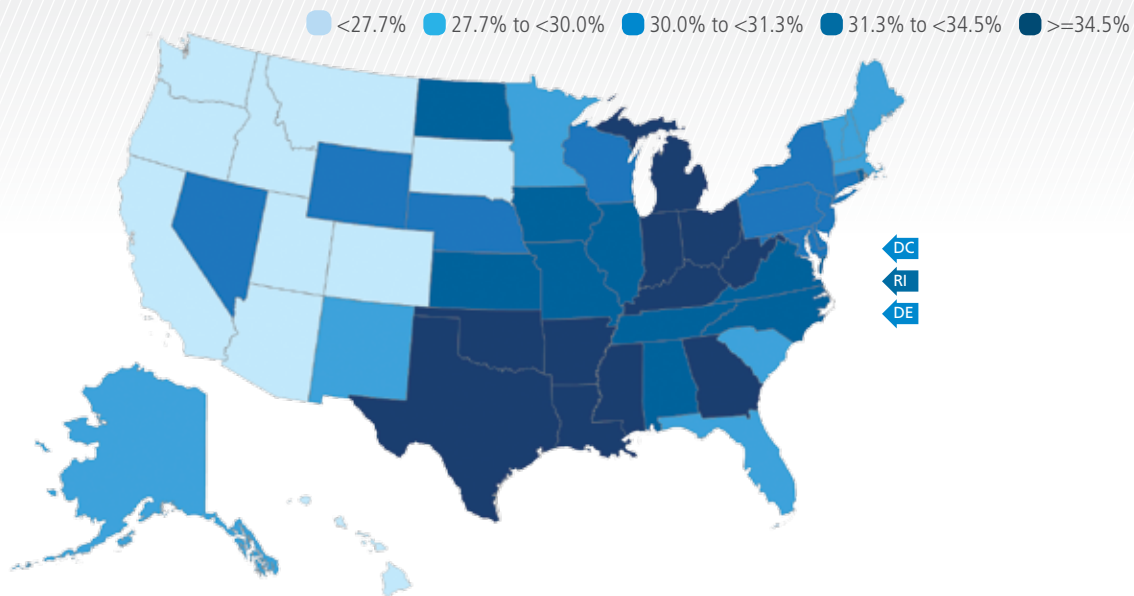 <27.7% 27.7% to <30.0% 30.0% to <31.3% 31.3% to <34.5% >=34.5%
DC
RI
DE